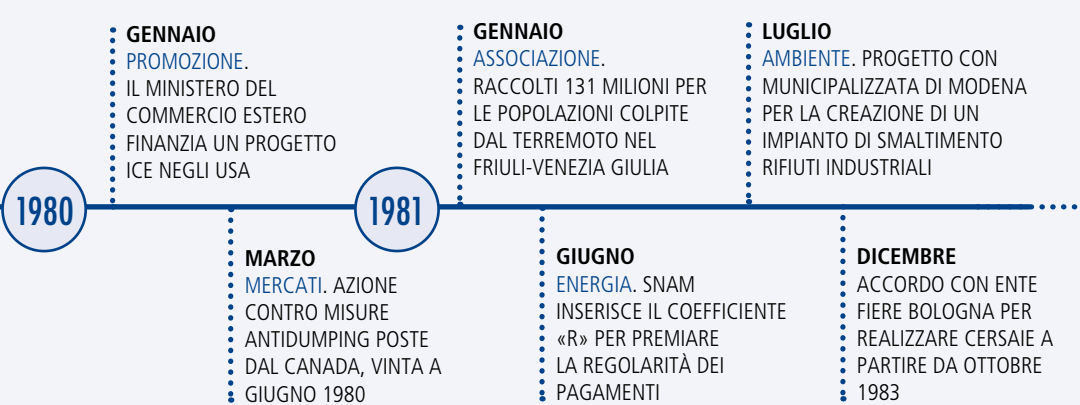 1980
GENNAIO
PROMOZIONE.
IL MINISTERO DEL
COMMERCIO ESTERO
FINANZIA UN PROGETTO
ICE NEGLI USA
MARZO
MERCATI. AZIONE
CONTRO MISURE
ANTIDUMPING POSTE
DAL CANADA, VINTA A
GIUGNO 1980
1981
GENNAIO
ASSOCIAZIONE.
RACCOLTI 131 MILIONI PER
LE POPOLAZIONI COLPITE
DAL TERREMOTO NEL
FRIULI-VENEZIA GIULIA
GIUGNO
ENERGIA. SNAM
INSERISCE IL COEFFICIENTE
«R» PER PREMIARE
LA REGOLARITÀ DEI
PAGAMENTI
LUGLIO
AMBIENTE. PROGETTO CON
MUNICIPALIZZATA DI MODENA
PER LA CREAZIONE DI UN
IMPIANTO DI SMALTIMENTO
RIFIUTI INDUSTRIALI
DICEMBRE
ACCORDO CON ENTE
FIERE BOLOGNA PER
REALIZZARE CERSAIE A
PARTIRE DA OTTOBRE
1983